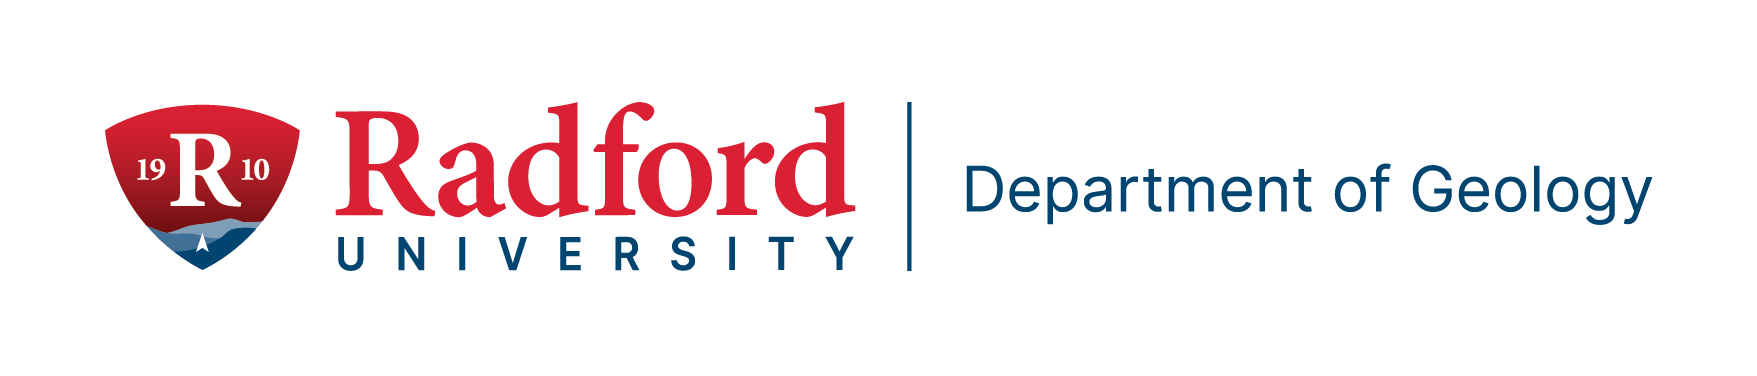 19 R 10
Radford
UNIVERSITY
Department of Geology